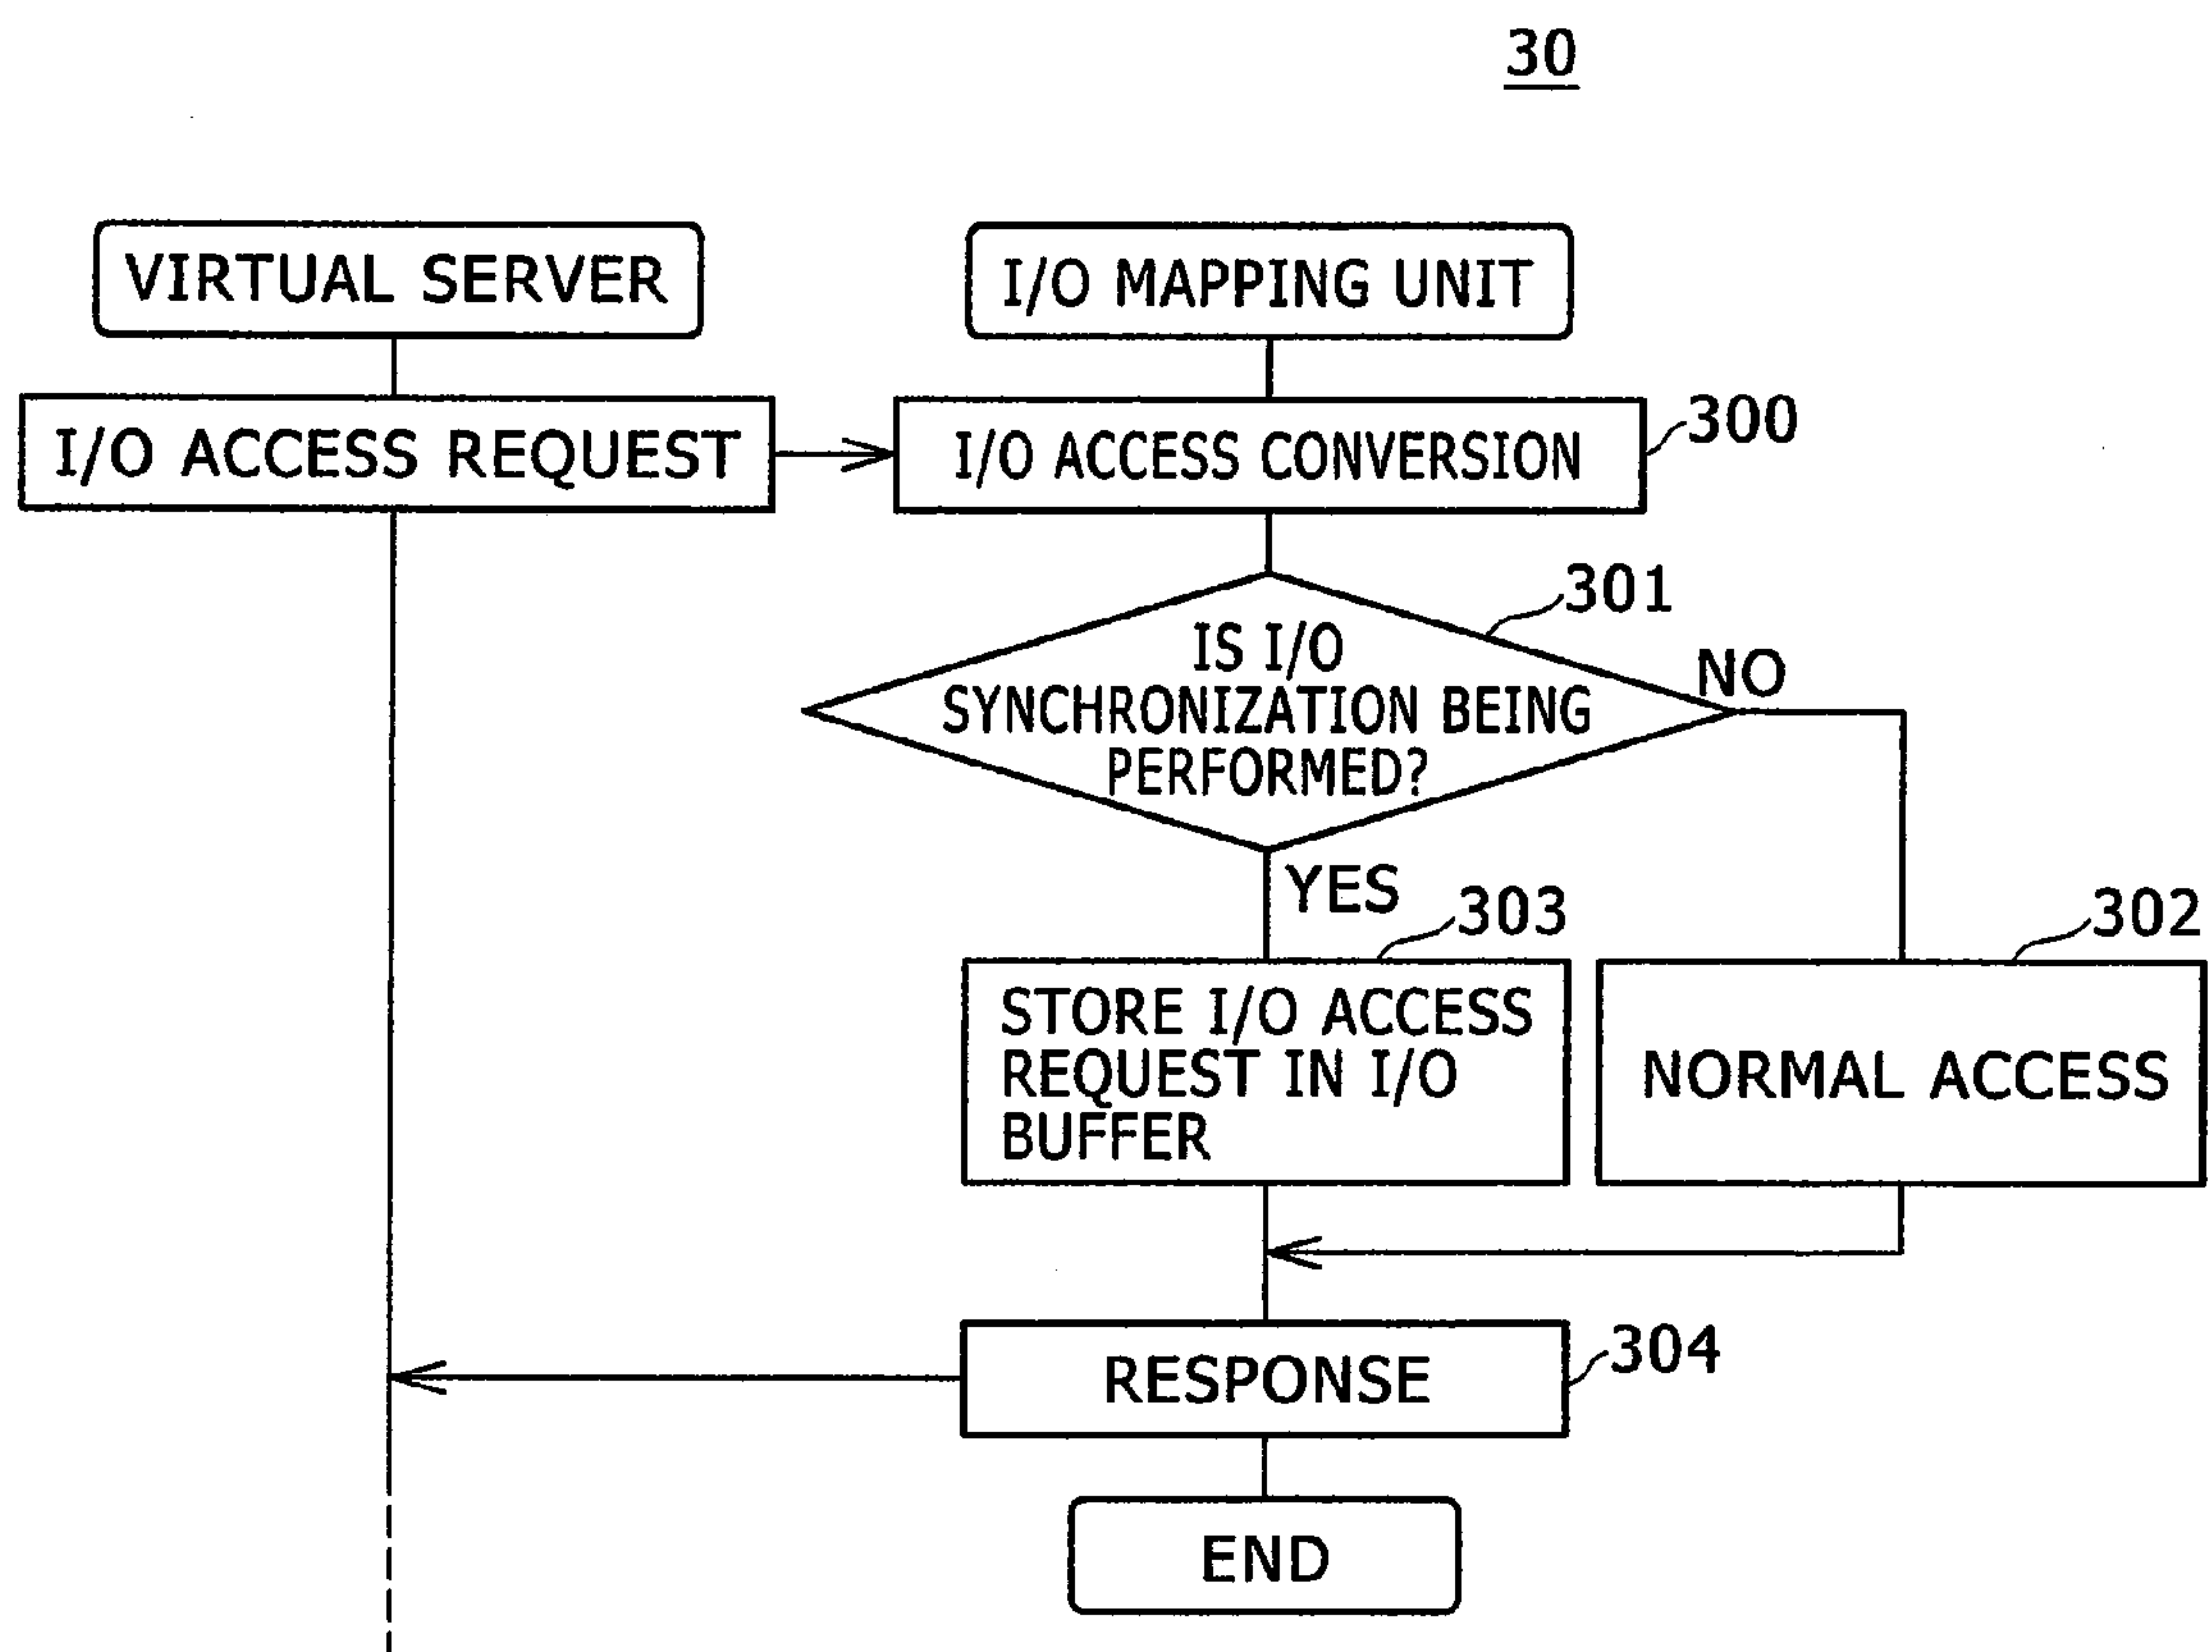 30
VIRTUAL SERVER
I/O MAPPING UNIT
I/O ACCESS REQUEST
I/O ACCESS CONVERSION
300
301
IS I/O
SYNCHRONIZATION BEING
PERFORMED?
NO
YES
303
302
STORE I/O ACCESS
REQUEST IN I/O
BUFFER
NORMAL ACCESS
RESPONSE
304
END